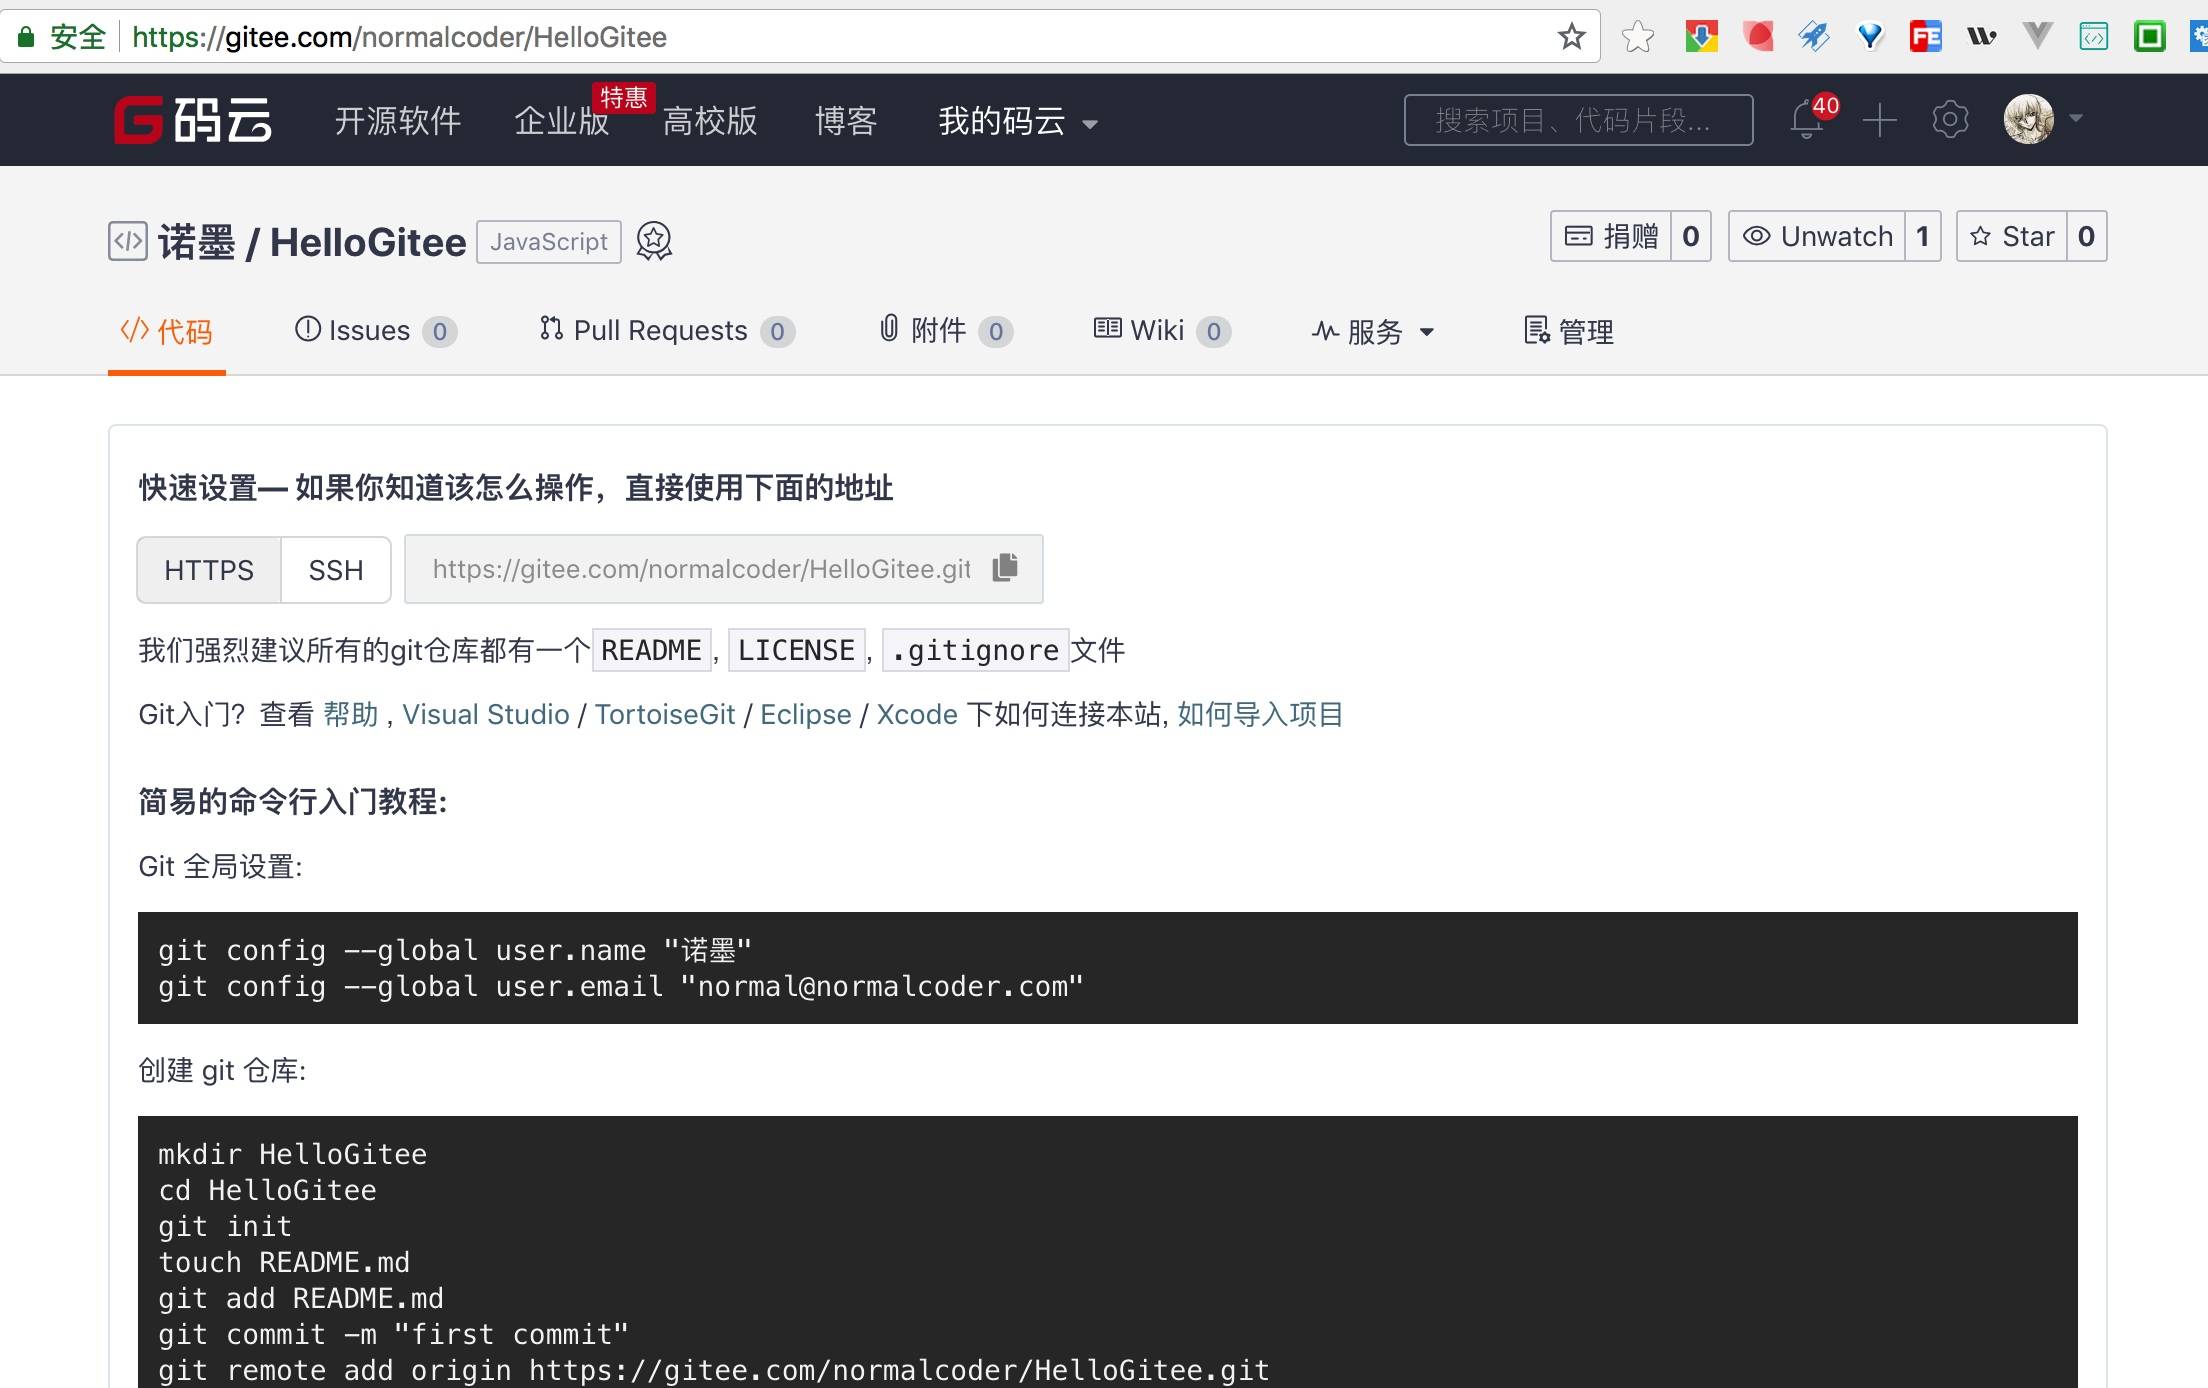 安全 https://gitee.com/normalcoder/HelloGitee
FE
G码云 开源软件 企业版 特惠 高校版 博客 我的码云 搜索项目、代码片段... 40
诺墨 / HelloGitee JavaScript 捐赠 0 Unwatch 1 Star 0
代码 Issues 0 Pull Requests 0 附件 0 Wiki 0 服务 管理
快速设置— 如果你知道该怎么操作，直接使用下面的地址
HTTPS SSH https://gitee.com/normalcoder/HelloGitee.git
我们强烈建议所有的git仓库都有一个 README, LICENSE, .gitignore 文件
Git入门？查看 帮助 , Visual Studio / TortoiseGit / Eclipse / Xcode 下如何连接本站, 如何导入项目
简易的命令行入门教程:
Git 全局设置:
git config --global user.name "诺墨"
git config --global user.email "normal@normalcoder.com"
创建 git 仓库:
mkdir HelloGitee
cd HelloGitee
git init
touch README.md
git add README.md
git commit -m "first commit"
git remote add origin https://gitee.com/normalcoder/HelloGitee.git